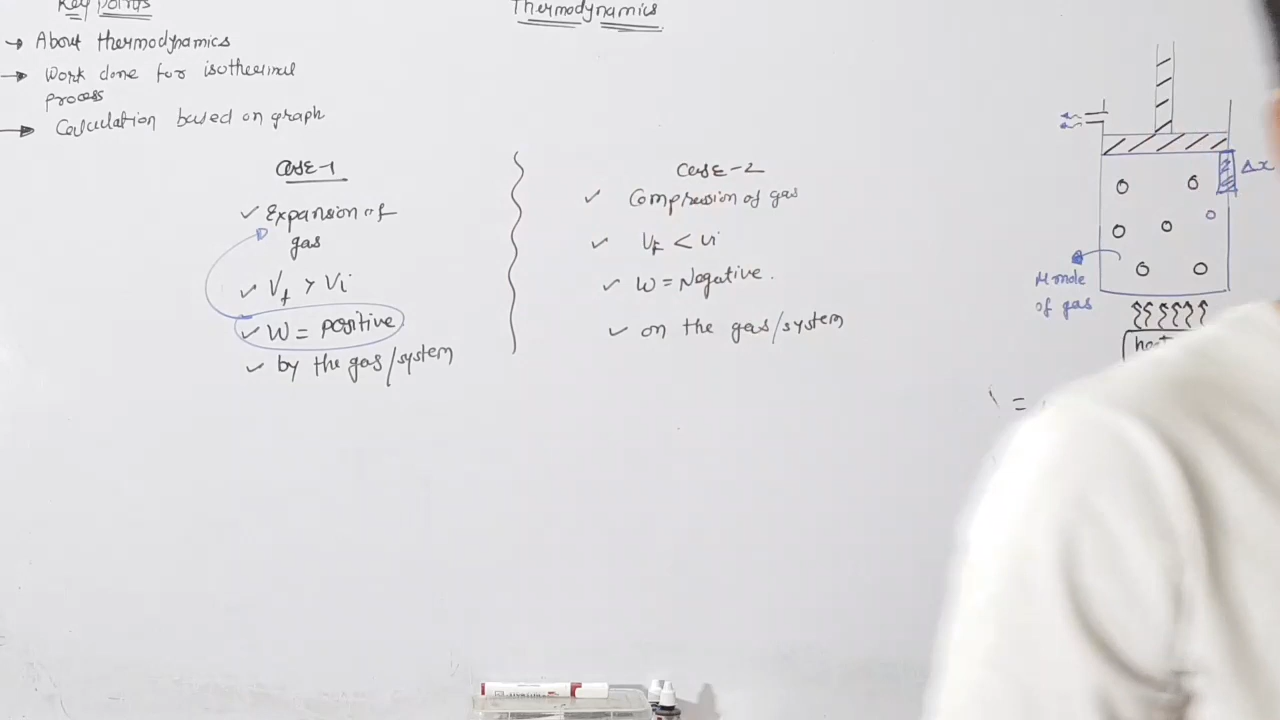 Key points
Thermodynamics
→ About thermodynamics
→ Work done for isothermal
process
→ Calculation based on graph
Case-1
✓ Expansion of
gas
✓ Vf > Vi
✓ W = positive
✓ by the gas/system
Case-2
✓ Compression of gas
✓ Vf < Vi
✓ W = Negative.
✓ on the gas/system
Δx
μ mole
of gas
=